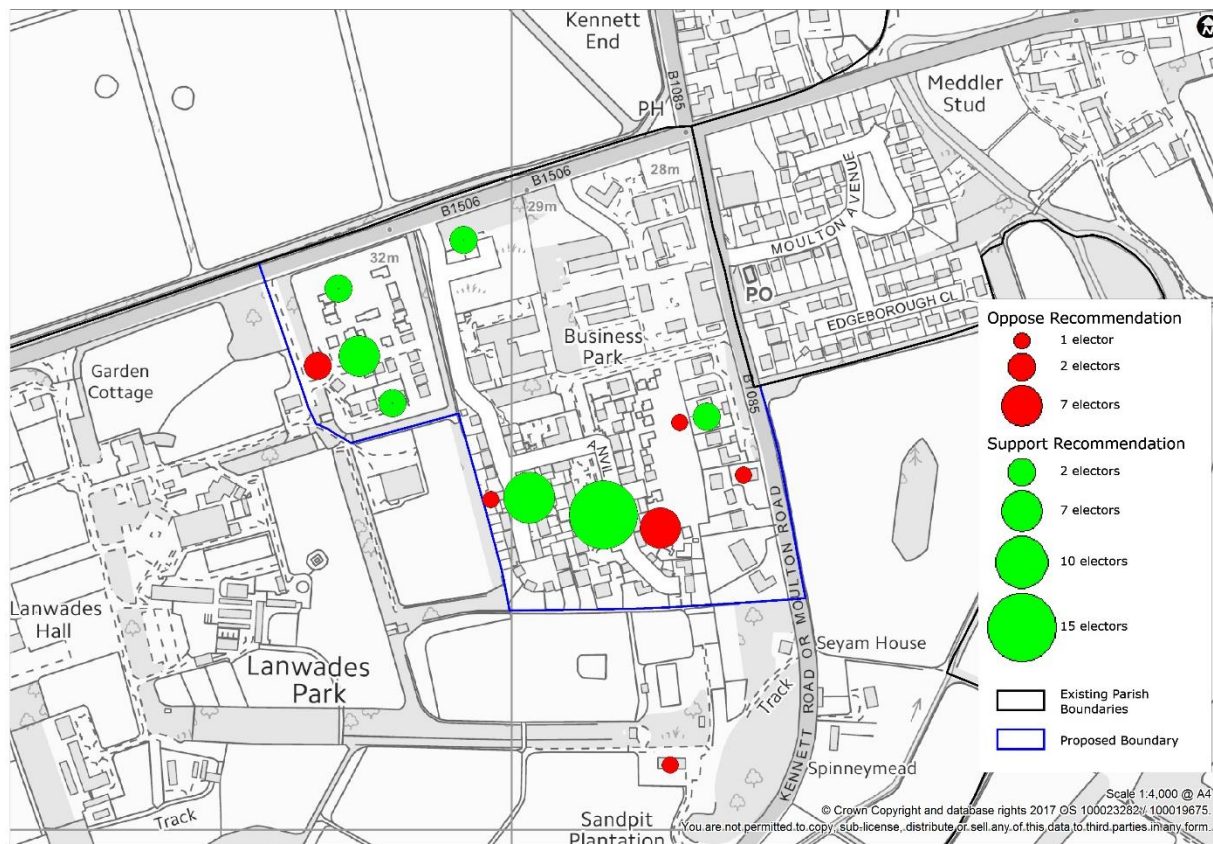 Kennett
End
N
Meddler
Stud
B1085
PH
28m
B1506
B1506
29m
MOULTON AVENUE
32m
PO
EDGEBOROUGH CL
Business
Park
Garden
Cottage
B1085
ANVIL
Lanwades
Hall
Lanwades
Park
Seyam House
Track
KENNETT ROAD OR MOULTON ROAD
Spinneymead
Sandpit
Plantation
Track
Oppose Recommendation
1 elector
2 electors
7 electors
Support Recommendation
2 electors
7 electors
10 electors
15 electors
Existing Parish
Boundaries
Proposed Boundary
Scale 1:4,000 @ A4
© Crown Copyright and database rights 2017 OS 100023282/ 100019675.
You are not permitted to copy, sub-license, distribute or sell any of this data to third parties in any form.